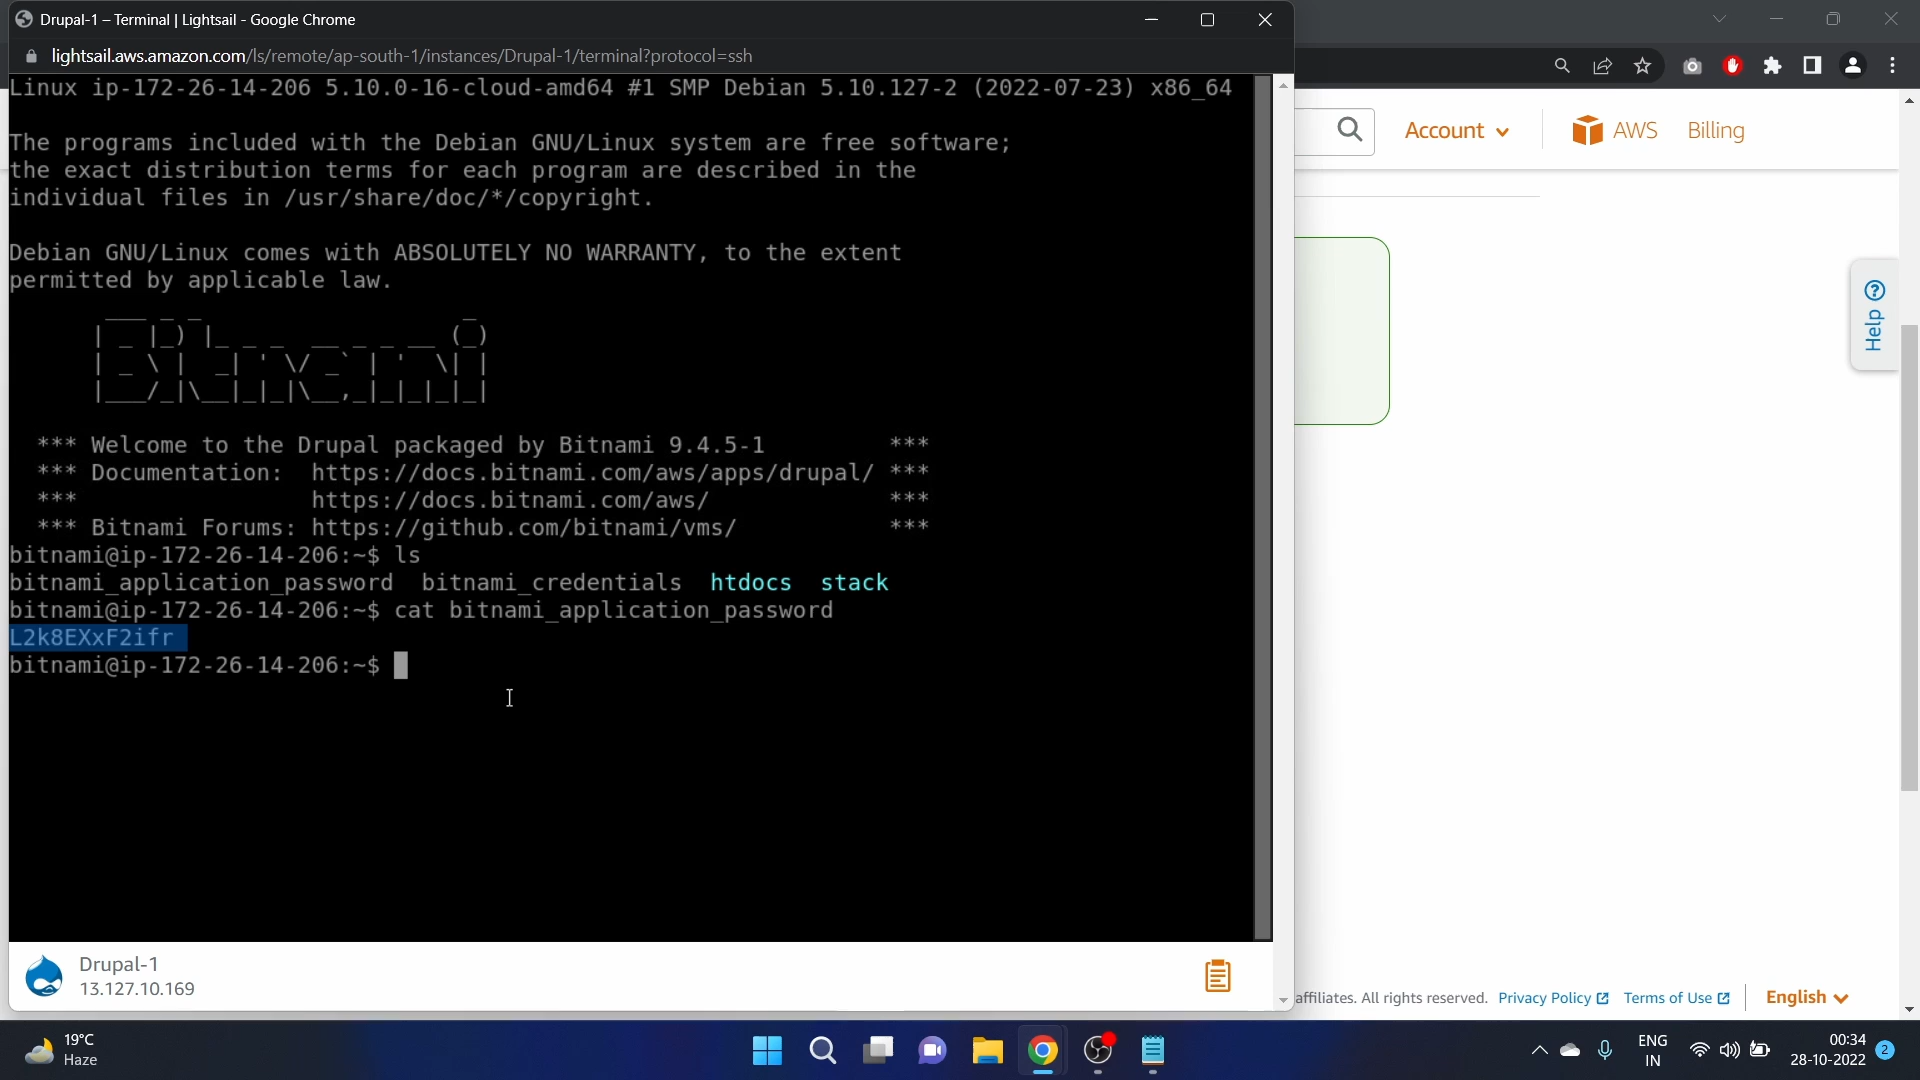 Drupal-1 – Terminal | Lightsail - Google Chrome
lightsail.aws.amazon.com/ls/remote/ap-south-1/instances/Drupal-1/terminal?protocol=ssh
Linux ip-172-26-14-206 5.10.0-16-cloud-amd64 #1 SMP Debian 5.10.127-2 (2022-07-23) x86_64
The programs included with the Debian GNU/Linux system are free software;
the exact distribution terms for each program are described in the
individual files in /usr/share/doc/*/copyright.
Debian GNU/Linux comes with ABSOLUTELY NO WARRANTY, to the extent
permitted by applicable law.
Bitnami
*** Welcome to the Drupal packaged by Bitnami 9.4.5-1 ***
*** Documentation: https://docs.bitnami.com/aws/apps/drupal/ ***
*** https://docs.bitnami.com/aws/ ***
*** Bitnami Forums: https://github.com/bitnami/vms/ ***
bitnami@ip-172-26-14-206:~$ ls
bitnami_application_password bitnami_credentials htdocs stack
bitnami@ip-172-26-14-206:~$ cat bitnami_application_password
L2k8EXxF2ifr
bitnami@ip-172-26-14-206:~$
Drupal-1
13.127.10.169
Account
AWS
Billing
Help
affiliates. All rights reserved. Privacy Policy Terms of Use English
19°C
Haze
ENG
IN
00:34
28-10-2022
2